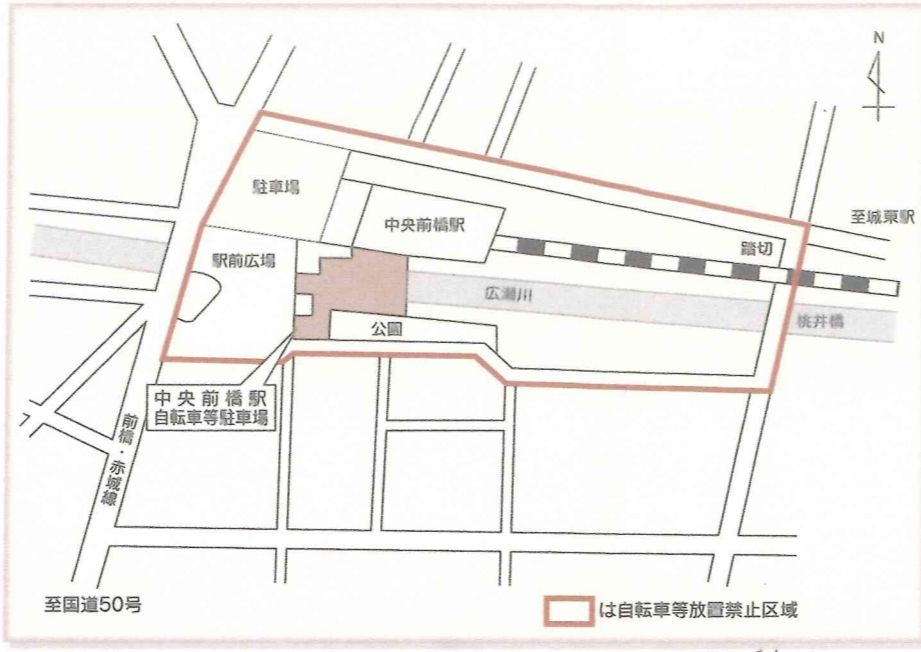 N
駐車場
中央前橋駅
至城東駅
踏切
駅前広場
広瀬川
桃井橋
公園
中央前橋駅
自転車等駐車場
前橋・赤城線
至国道50号
は自転車等放置禁止区域